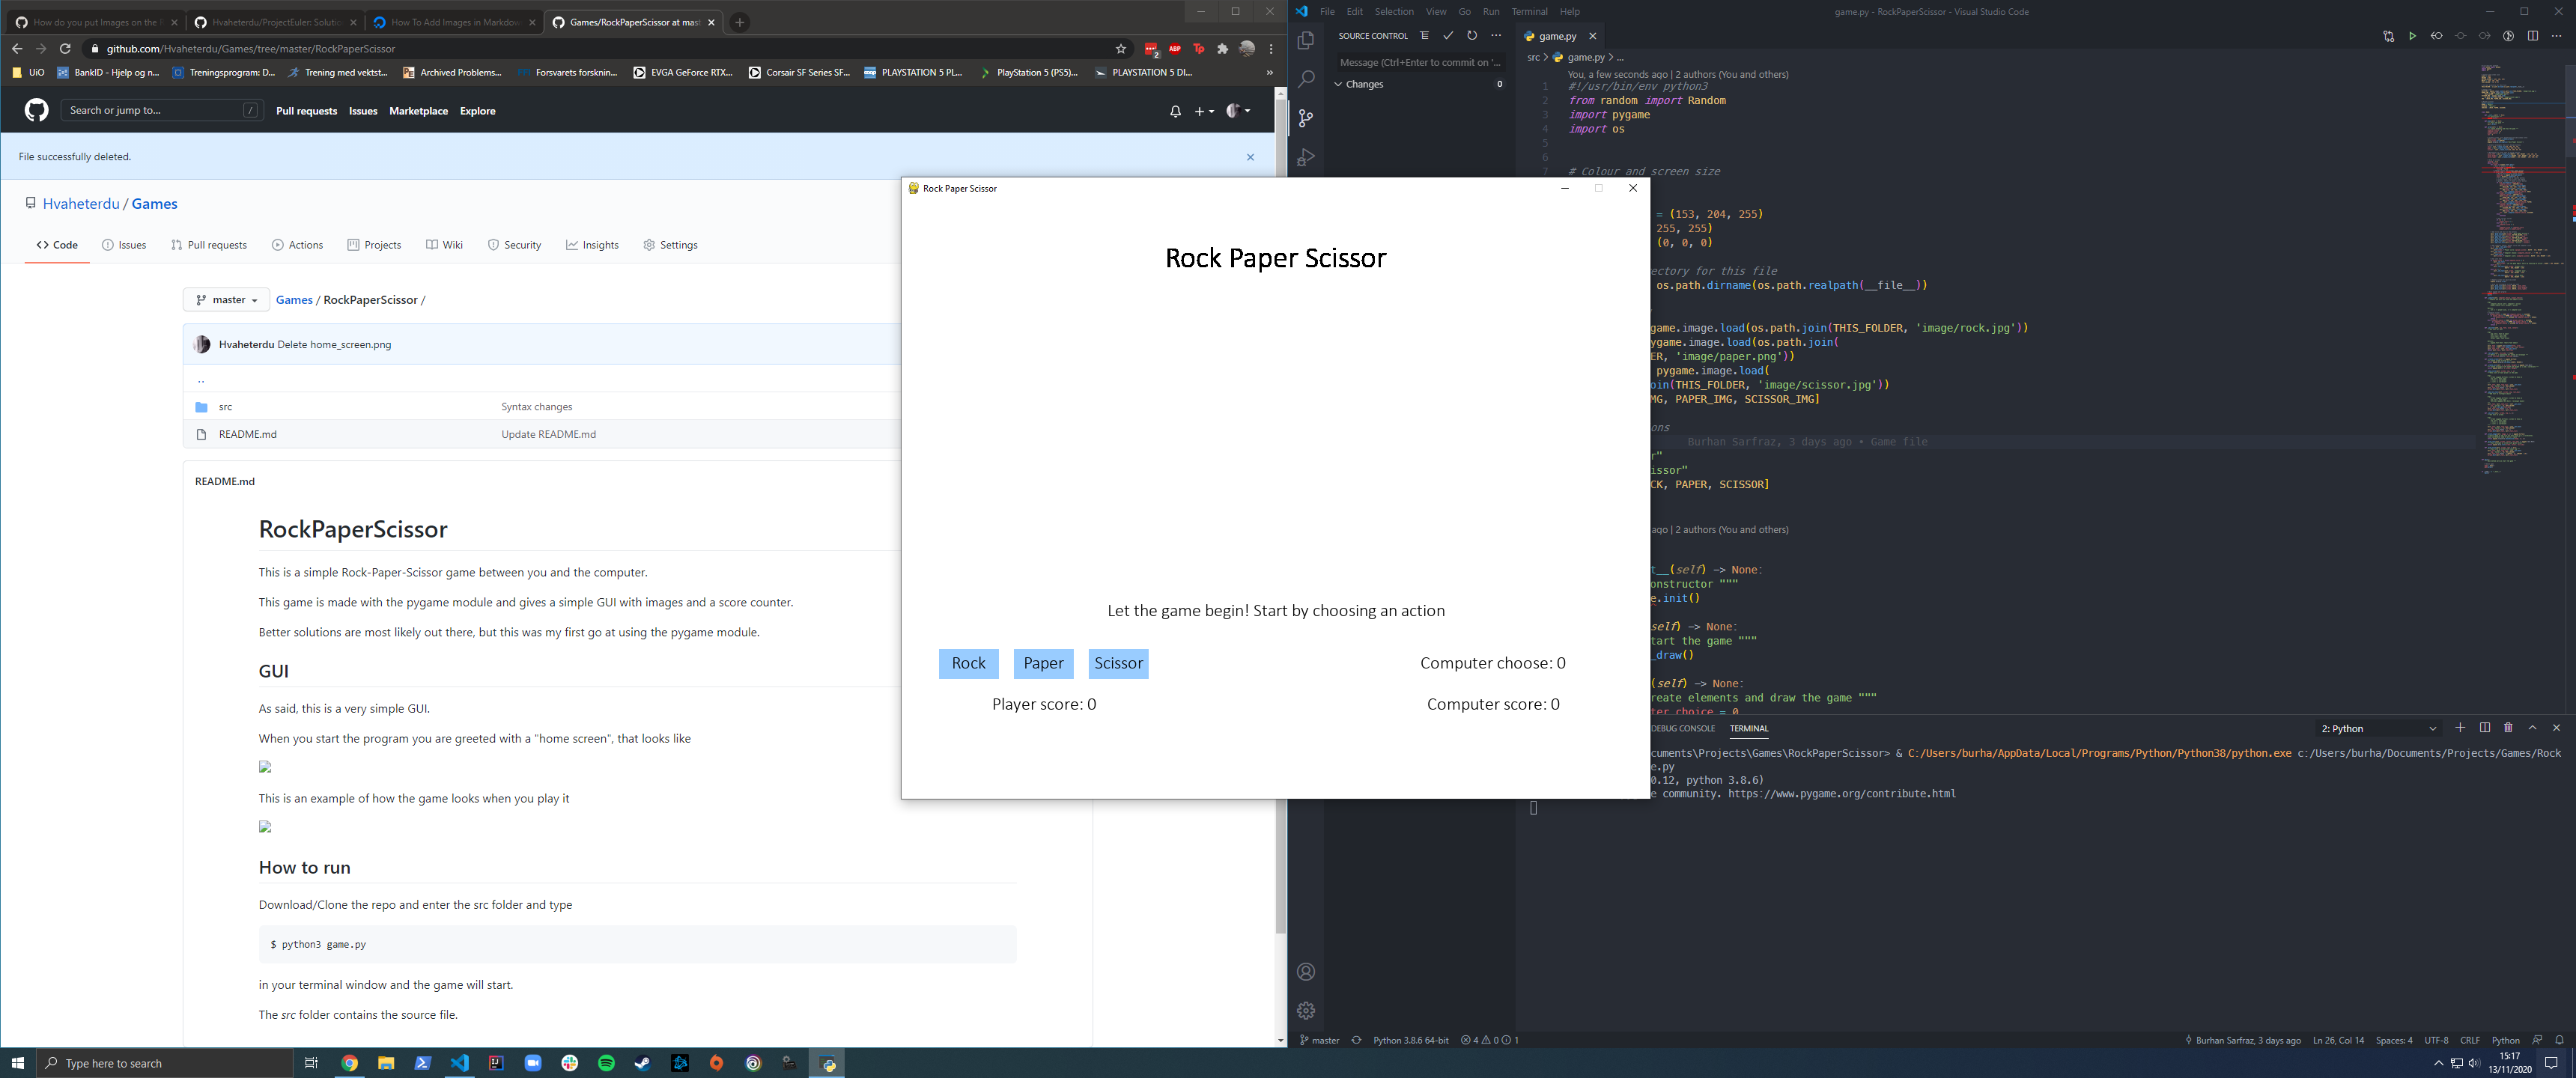 How do you put Images on the
Hvaheterdu/ProjectEuler: Solution
How To Add Images in Markdow
Games/RockPaperScissor at mast
github.com/Hvaheterdu/Games/tree/master/RockPaperScissor
UiO
BankID - Hjelp og n...
Treningsprogram: D...
Trening med vektst...
Archived Problems...
Forsvarets forsknin...
EVGA GeForce RTX...
Corsair SF Series SF...
PLAYSTATION 5 PL...
PlayStation 5 (PS5)...
PLAYSTATION 5 DI...
»
Search or jump to...
/
Pull requests
Issues
Marketplace
Explore
File successfully deleted.
Hvaheterdu / Games
Code
Issues
Pull requests
Actions
Projects
Wiki
Security
Insights
Settings
master
Games / RockPaperScissor /
Hvaheterdu Delete home_screen.png
..
src
Syntax changes
README.md
Update README.md
README.md
RockPaperScissor
This is a simple Rock-Paper-Scissor game between you and the computer.
This game is made with the pygame module and gives a simple GUI with images and a score counter.
Better solutions are most likely out there, but this was my first go at using the pygame module.
GUI
As said, this is a very simple GUI.
When you start the program you are greeted with a "home screen", that looks like
This is an example of how the game looks when you play it
How to run
Download/Clone the repo and enter the src folder and type
$ python3 game.py
in your terminal window and the game will start.
The src folder contains the source file.
Rock Paper Scissor
Rock Paper Scissor
Let the game begin! Start by choosing an action
Rock
Paper
Scissor
Computer choose: 0
Player score: 0
Computer score: 0
File
Edit
Selection
View
Go
Run
Terminal
Help
game.py - RockPaperScissor - Visual Studio Code
SOURCE CONTROL
Message (Ctrl+Enter to commit on '...
Changes
0
game.py
src > game.py > ...
You, a few seconds ago | 2 authors (You and others)
1 #!/usr/bin/env python3
2 from random import Random
3 import pygame
4 import os
5
6
7 # Colour and screen size
= (153, 204, 255)
255, 255)
(0, 0, 0)
ectory for this file
os.path.dirname(os.path.realpath(__file__))
game.image.load(os.path.join(THIS_FOLDER, 'image/rock.jpg'))
ygame.image.load(os.path.join(
ER, 'image/paper.png'))
pygame.image.load(
oin(THIS_FOLDER, 'image/scissor.jpg'))
MG, PAPER_IMG, SCISSOR_IMG]
ons
Burhan Sarfraz, 3 days ago • Game file
r"
issor"
CK, PAPER, SCISSOR]
ago | 2 authors (You and others)
t__(self) -> None:
onstructor """
e.init()
self) -> None:
tart the game """
_draw()
(self) -> None:
reate elements and draw the game """
ter_choice = 0
DEBUG CONSOLE
TERMINAL
2: Python
cuments\Projects\Games\RockPaperScissor> & C:/Users/burha/AppData/Local/Programs/Python/Python38/python.exe c:/Users/burha/Documents/Projects/Games/Rock
e.py
0.12, python 3.8.6)
e community. https://www.pygame.org/contribute.html
master
Python 3.8.6 64-bit
4
0
1
Burhan Sarfraz, 3 days ago
Ln 26, Col 14
Spaces: 4
UTF-8
CRLF
Python
Type here to search
15:17
13/11/2020